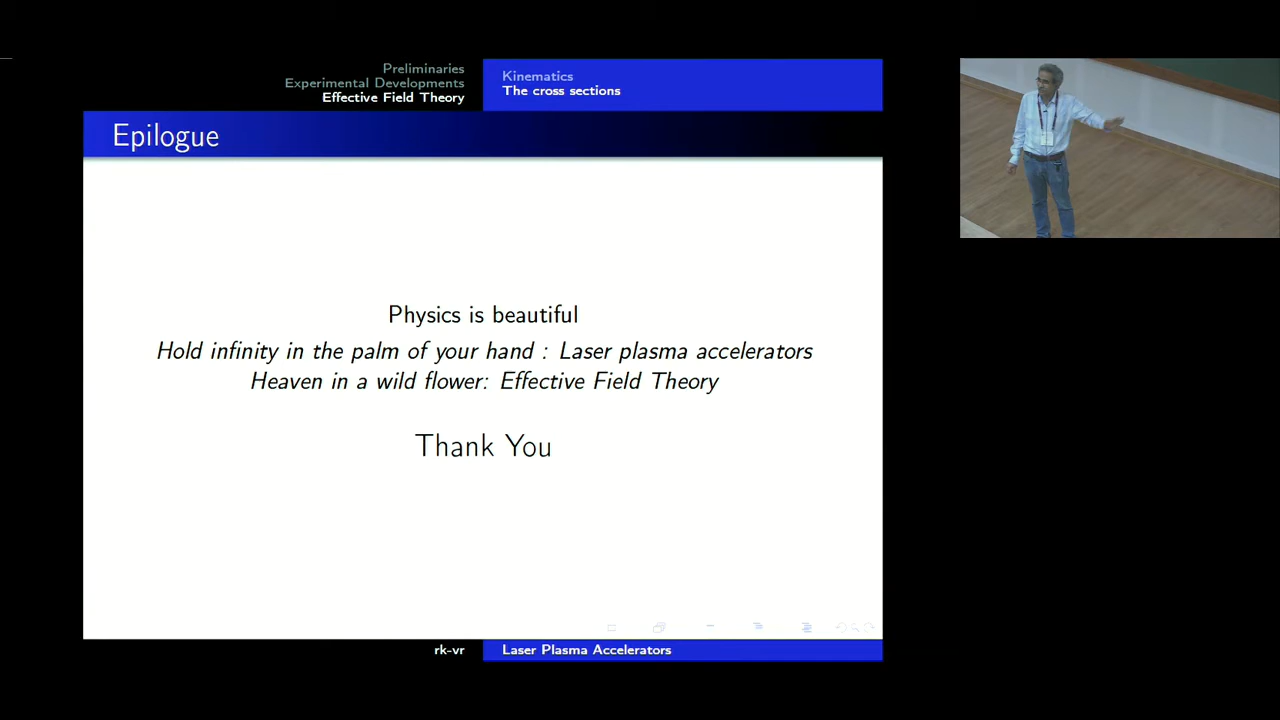 Preliminaries
Experimental Developments
Effective Field Theory
Kinematics
The cross sections
Epilogue
Physics is beautiful
Hold infinity in the palm of your hand : Laser plasma accelerators
Heaven in a wild flower: Effective Field Theory
Thank You
rk-vr
Laser Plasma Accelerators